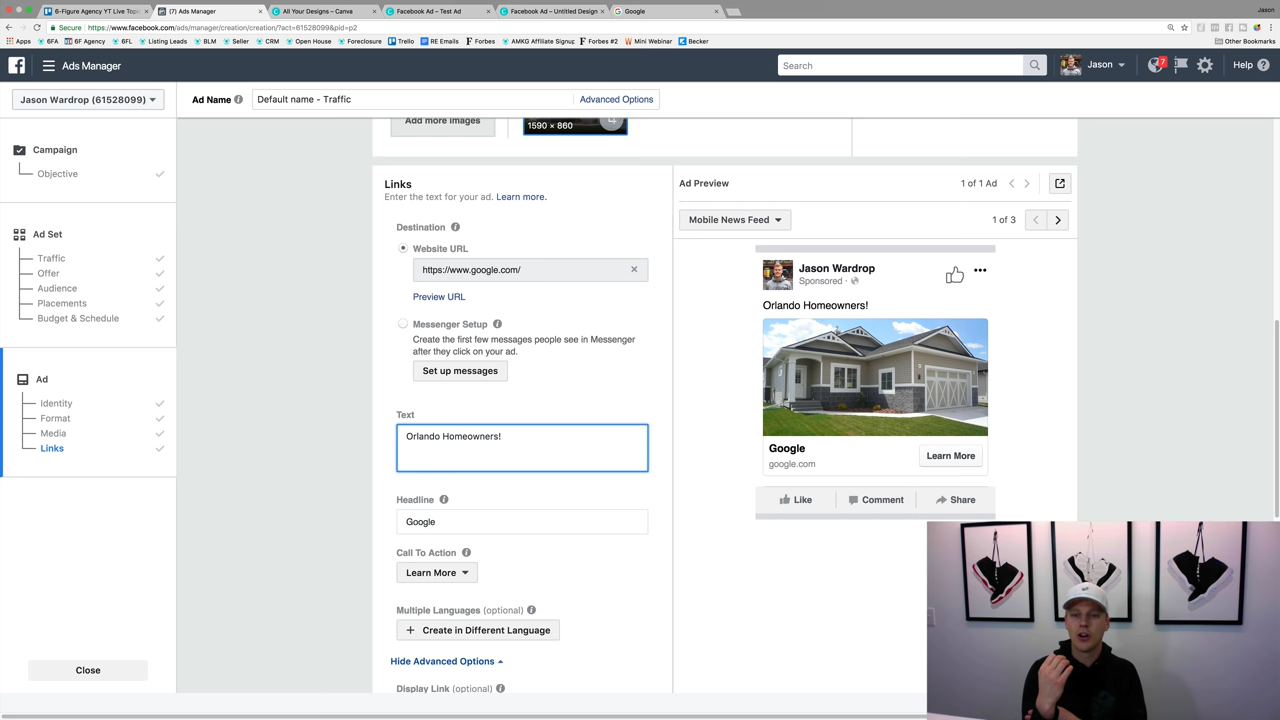 6-Figure Agency YT Live Topic
(7) Ads Manager
All Your Designs – Canva
Facebook Ad – Test Ad
Facebook Ad – Untitled Design
Google
Jason
Secure
https://www.facebook.com/ads/manager/creation/creation/?act=61528099&pid=p2
Apps
6FA
6F Agency
6FL
Listing Leads
BLM
Seller
CRM
Open House
Foreclosure
Trello
RE Emails
Forbes
AMKG Affiliate Signup
Forbes #2
Mini Webinar
Becker
Other Bookmarks
Ads Manager
Search
Jason
7
Help
Jason Wardrop (61528099)
Ad Name
Default name - Traffic
Advanced Options
Campaign
Objective
Ad Set
Traffic
Offer
Audience
Placements
Budget & Schedule
Ad
Identity
Format
Media
Links
Close
Add more images
1590 × 860
Links
Enter the text for your ad. Learn more.
Destination
Website URL
https://www.google.com/
Preview URL
Messenger Setup
Create the first few messages people see in Messenger
after they click on your ad.
Set up messages
Text
Orlando Homeowners!
Headline
Google
Call To Action
Learn More
Multiple Languages (optional)
+ Create in Different Language
Hide Advanced Options
Display Link (optional)
Ad Preview
1 of 1 Ad
Mobile News Feed
1 of 3
Jason Wardrop
Sponsored ·
Orlando Homeowners!
Google
google.com
Learn More
Like
Comment
Share